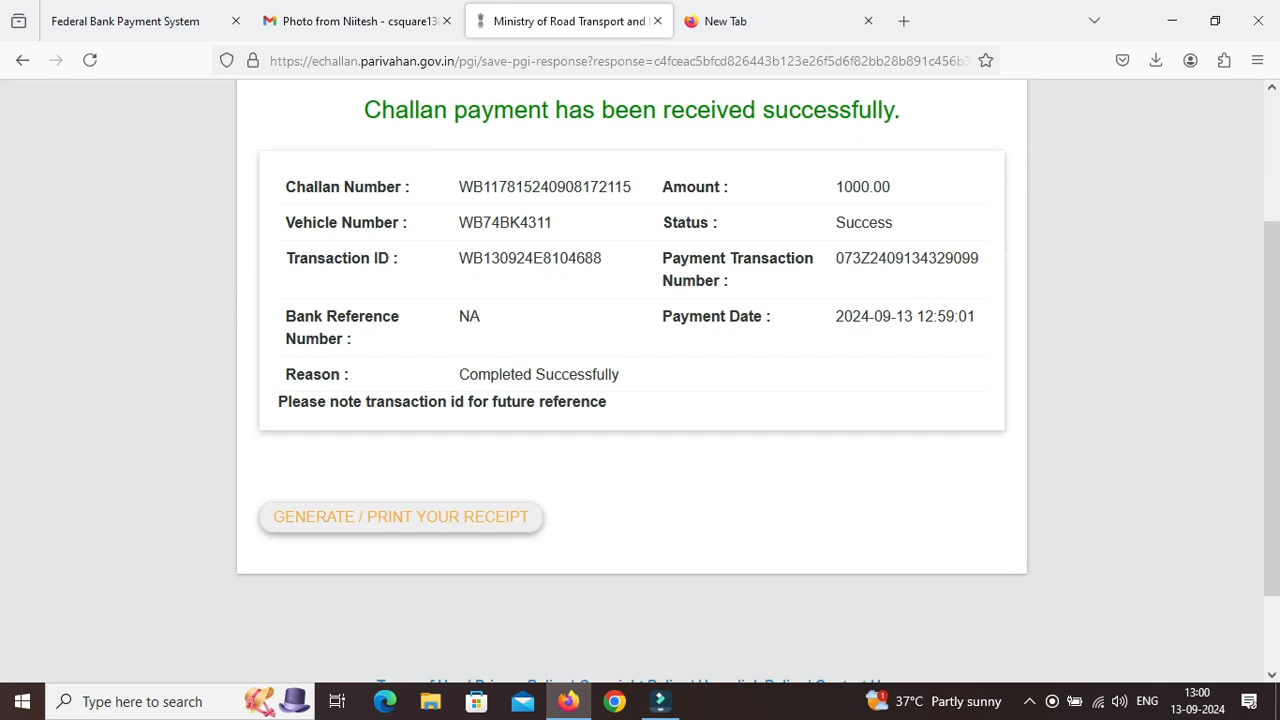 Federal Bank Payment System
Photo from Niitesh - csquare13
Ministry of Road Transport and
New Tab
https://echallan.parivahan.gov.in/pgi/save-pgi-response?response=c4fceac5bfcd826443b123e26f5d6f82bb28b891c456b3
Challan payment has been received successfully.
Challan Number : WB117815240908172115 Amount : 1000.00
Vehicle Number : WB74BK4311 Status : Success
Transaction ID : WB130924E8104688 Payment Transaction 073Z2409134329099
Number :
Bank Reference NA Payment Date : 2024-09-13 12:59:01
Number :
Reason : Completed Successfully
Please note transaction id for future reference
GENERATE / PRINT YOUR RECEIPT
Type here to search
1
37°C Partly sunny
ENG
13:00
13-09-2024